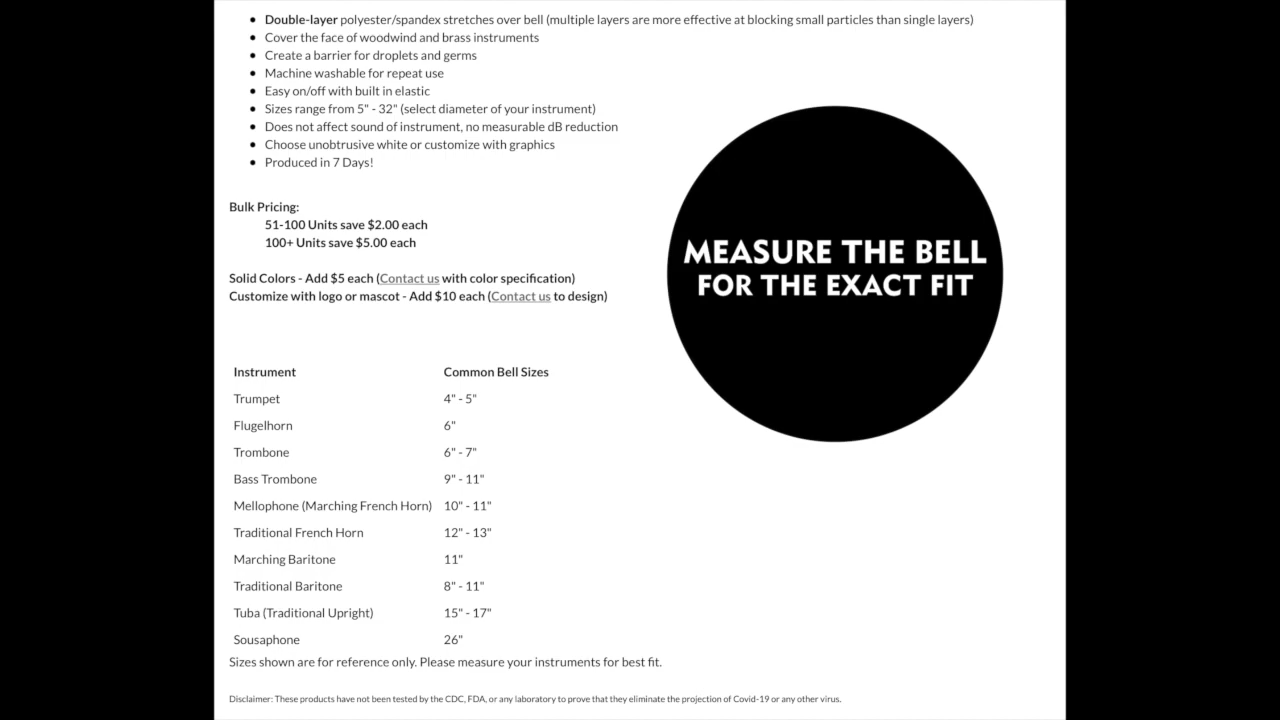 Double-layer polyester/spandex stretches over bell (multiple layers are more effective at blocking small particles than single layers)
Cover the face of woodwind and brass instruments
Create a barrier for droplets and germs
Machine washable for repeat use
Easy on/off with built in elastic
Sizes range from 5" - 32" (select diameter of your instrument)
Does not affect sound of instrument, no measurable dB reduction
Choose unobtrusive white or customize with graphics
Produced in 7 Days!
Bulk Pricing:
51-100 Units save $2.00 each
100+ Units save $5.00 each
Solid Colors - Add $5 each (Contact us with color specification)
Customize with logo or mascot - Add $10 each (Contact us to design)
MEASURE THE BELL
FOR THE EXACT FIT
Instrument Common Bell Sizes
Trumpet 4" - 5"
Flugelhorn 6"
Trombone 6" - 7"
Bass Trombone 9" - 11"
Mellophone (Marching French Horn) 10" - 11"
Traditional French Horn 12" - 13"
Marching Baritone 11"
Traditional Baritone 8" - 11"
Tuba (Traditional Upright) 15" - 17"
Sousaphone 26"
Sizes shown are for reference only. Please measure your instruments for best fit.
Disclaimer: These products have not been tested by the CDC, FDA, or any laboratory to prove that they eliminate the projection of Covid-19 or any other virus.